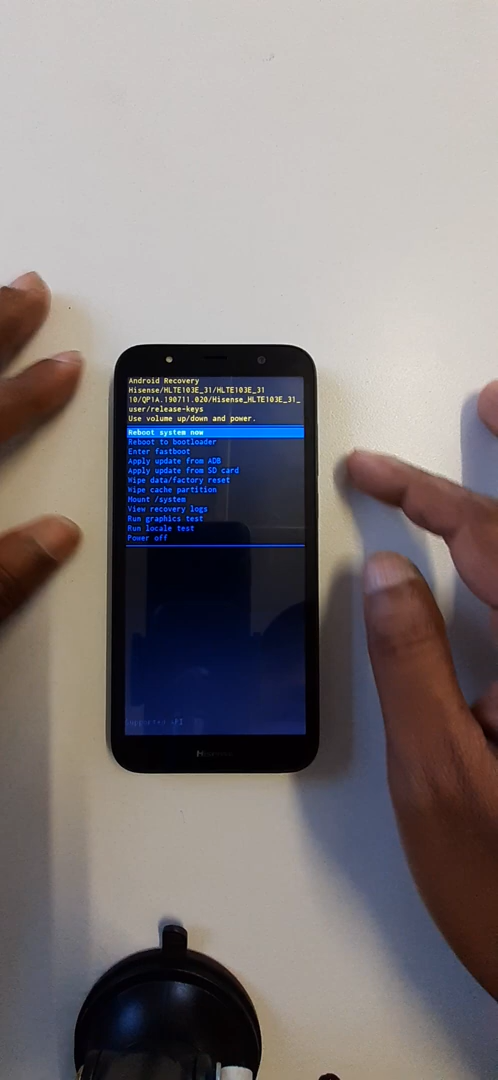 Android Recovery
Hisense/HLTE103E_31/HLTE103E_31
10/QP1A.190711.020/Hisense_HLTE103E_31_
user/release-keys
Use volume up/down and power.
Reboot system now
Reboot to bootloader
Enter fastboot
Apply update from ADB
Apply update from SD card
Wipe data/factory reset
Wipe cache partition
Mount /system
View recovery logs
Run graphics test
Run locale test
Power off
Hisense